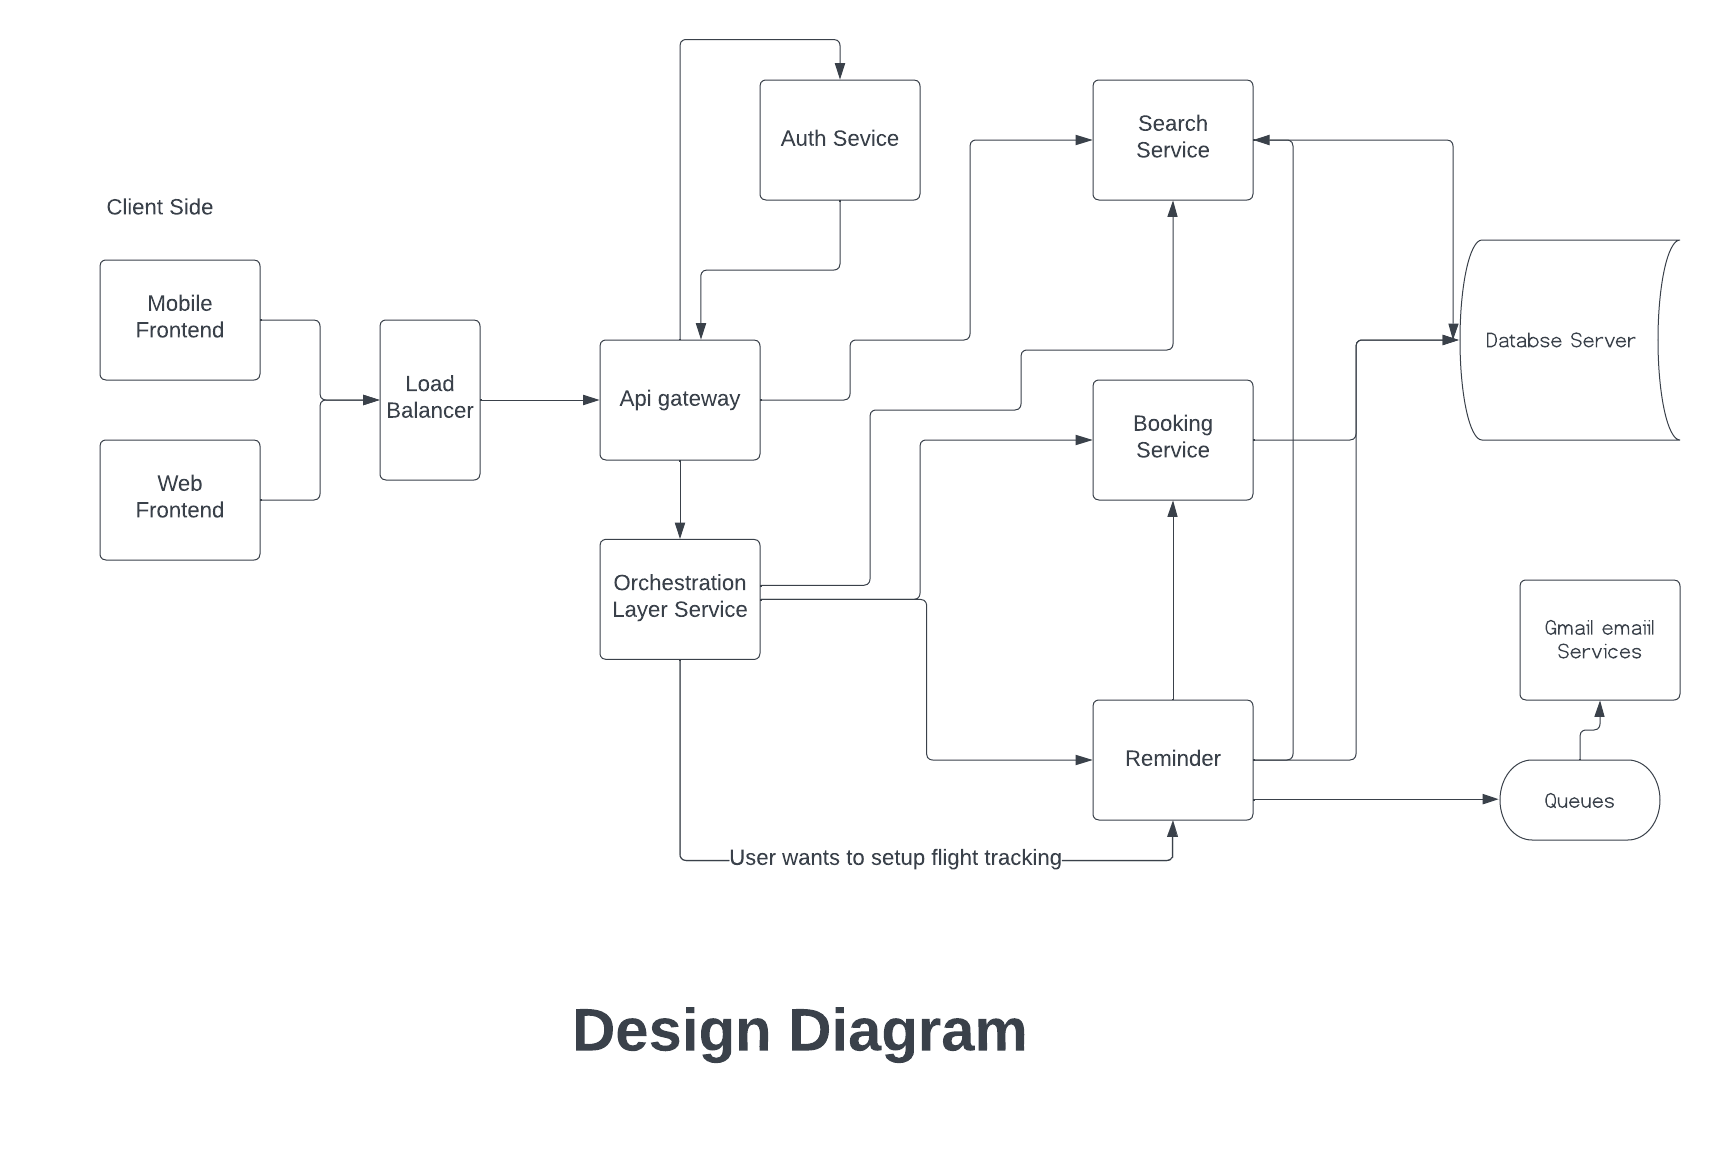 Client Side
Mobile
Frontend
Web
Frontend
Load
Balancer
Auth Sevice
Api gateway
Orchestration
Layer Service
Search
Service
Booking
Service
Reminder
User wants to setup flight tracking
Databse Server
Gmail emaiil
Services
Queues
Design Diagram